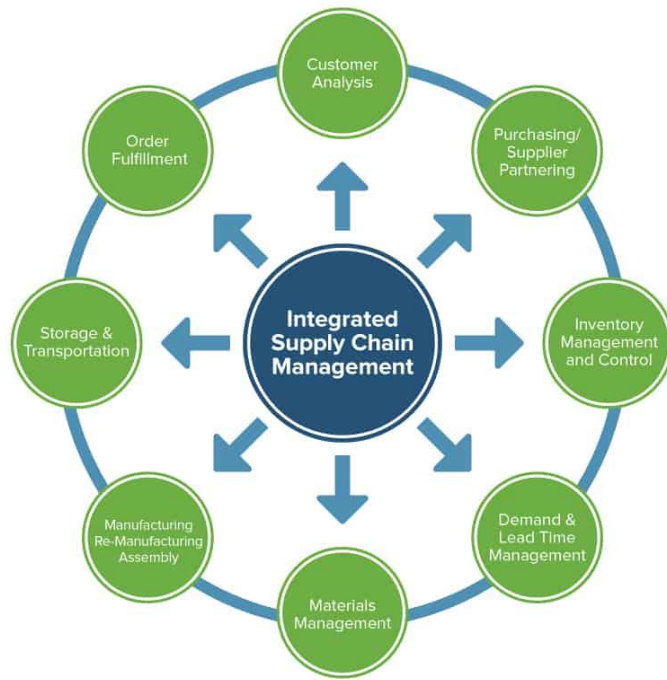 Customer
Analysis
Purchasing/
Supplier
Partnering
Inventory
Management
and Control
Demand &
Lead Time
Management
Materials
Management
Manufacturing
Re-Manufacturing
Assembly
Storage &
Transportation
Order
Fulfillment
Integrated
Supply Chain
Management